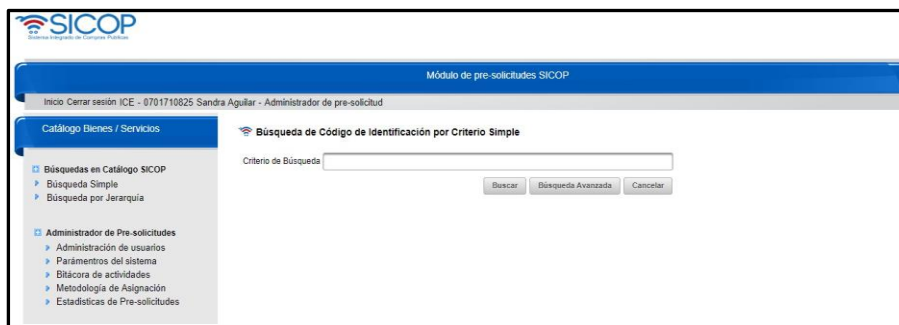 SICOP
Sistema Integrado de Compras Públicas
Módulo de pre-solicitudes SICOP
Inicio Cerrar sesión ICE - 0701710825 Sandra Aguilar - Administrador de pre-solicitud
Catálogo Bienes / Servicios
Búsquedas en Catálogo SICOP
Búsqueda Simple
Búsqueda por Jerarquía
Administrador de Pre-solicitudes
Administración de usuarios
Parámentros del sistema
Bitácora de actividades
Metodología de Asignación
Estadisticas de Pre-solicitudes
Búsqueda de Código de Identificación por Criterio Simple
Criterio de Búsqueda
Buscar Búsqueda Avanzada Cancelar